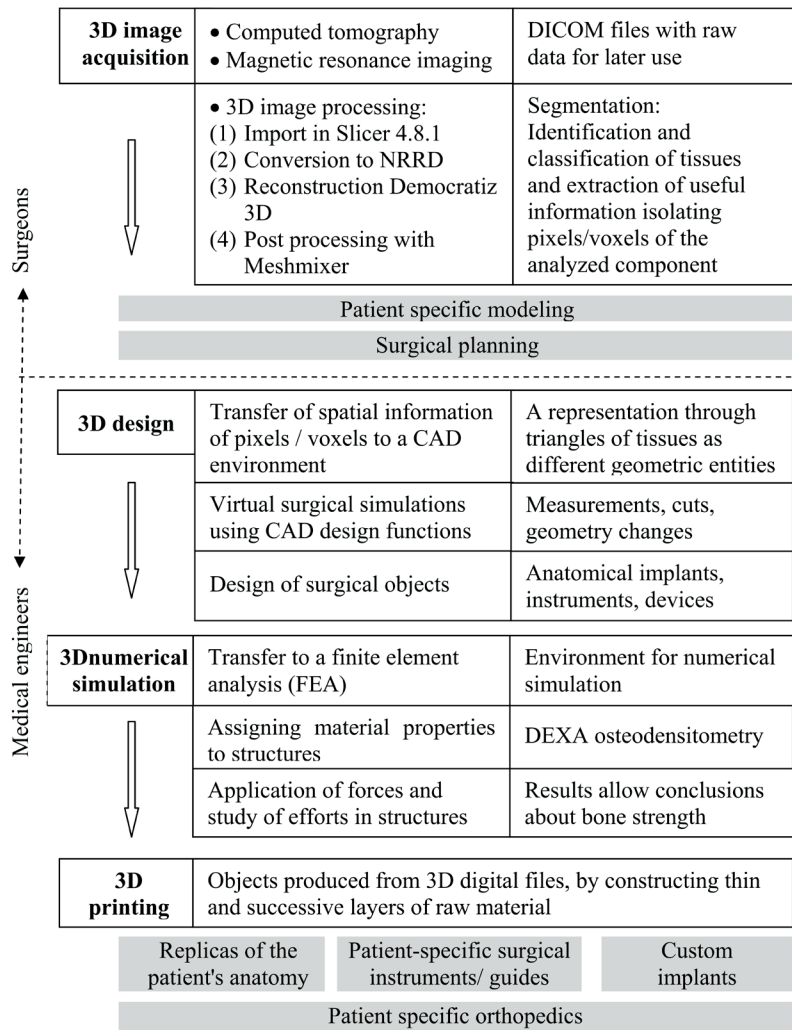 3D image
acquisition
• Computed tomography
• Magnetic resonance imaging
DICOM files with raw
data for later use
• 3D image processing:
(1) Import in Slicer 4.8.1
(2) Conversion to NRRD
(3) Reconstruction Democratiz
3D
(4) Post processing with
Meshmixer
Segmentation:
Identification and
classification of tissues
and extraction of useful
information isolating
pixels/voxels of the
analyzed component
Surgeons
Patient specific modeling
Surgical planning
3D design
Transfer of spatial information
of pixels / voxels to a CAD
environment
A representation through
triangles of tissues as
different geometric entities
Virtual surgical simulations
using CAD design functions
Measurements, cuts,
geometry changes
Design of surgical objects
Anatomical implants,
instruments, devices
Medical engineers
3Dnumerical
simulation
Transfer to a finite element
analysis (FEA)
Environment for numerical
simulation
Assigning material properties
to structures
DEXA osteodensitometry
Application of forces and
study of efforts in structures
Results allow conclusions
about bone strength
3D
printing
Objects produced from 3D digital files, by constructing thin
and successive layers of raw material
Replicas of the
patient's anatomy
Patient-specific surgical
instruments/ guides
Custom
implants
Patient specific orthopedics